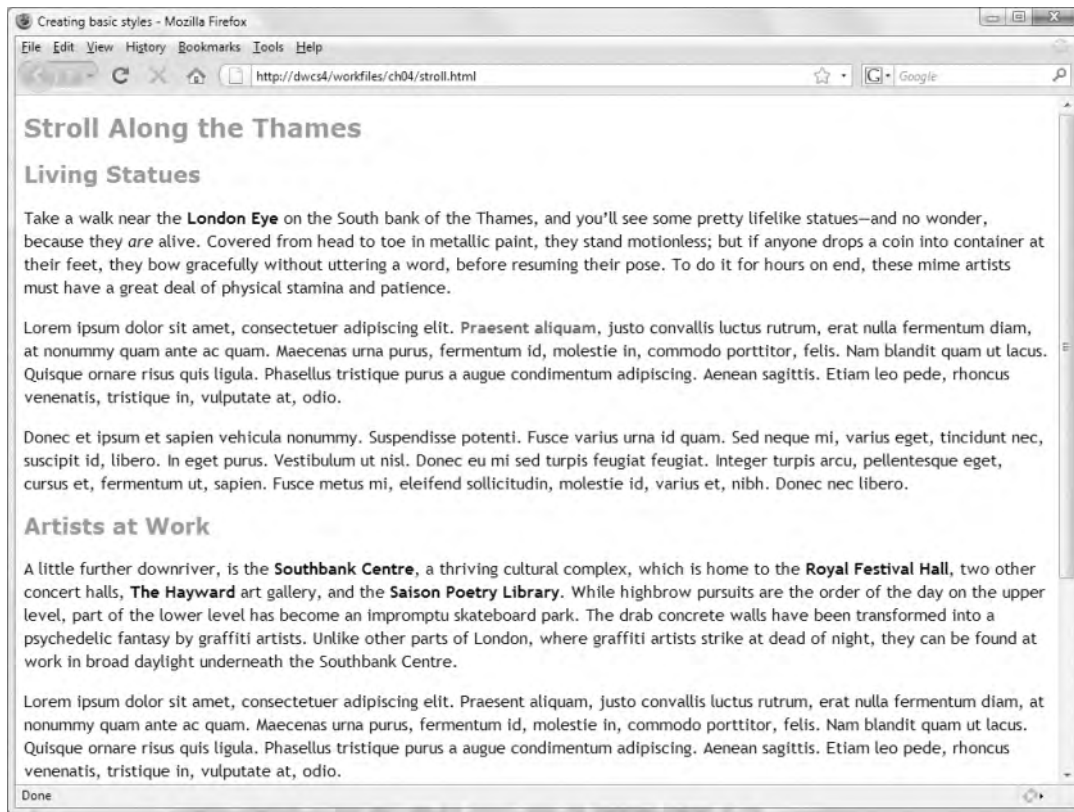 Creating basic styles - Mozilla Firefox
File Edit View History Bookmarks Tools Help
http://dwcs4/workfiles/ch04/stroll.html
G Google
Stroll Along the Thames
Living Statues
Take a walk near the London Eye on the South bank of the Thames, and you’ll see some pretty lifelike statues—and no wonder,
because they are alive. Covered from head to toe in metallic paint, they stand motionless; but if anyone drops a coin into container at
their feet, they bow gracefully without uttering a word, before resuming their pose. To do it for hours on end, these mime artists
must have a great deal of physical stamina and patience.
Lorem ipsum dolor sit amet, consectetuer adipiscing elit. Praesent aliquam, justo convallis luctus rutrum, erat nulla fermentum diam,
at nonummy quam ante ac quam. Maecenas urna purus, fermentum id, molestie in, commodo porttitor, felis. Nam blandit quam ut lacus.
Quisque ornare risus quis ligula. Phasellus tristique purus a augue condimentum adipiscing. Aenean sagittis. Etiam leo pede, rhoncus
venenatis, tristique in, vulputate at, odio.
Donec et ipsum et sapien vehicula nonummy. Suspendisse potenti. Fusce varius urna id quam. Sed neque mi, varius eget, tincidunt nec,
suscipit id, libero. In eget purus. Vestibulum ut nisl. Donec eu mi sed turpis feugiat feugiat. Integer turpis arcu, pellentesque eget,
cursus et, fermentum ut, sapien. Fusce metus mi, eleifend sollicitudin, molestie id, varius et, nibh. Donec nec libero.
Artists at Work
A little further downriver, is the Southbank Centre, a thriving cultural complex, which is home to the Royal Festival Hall, two other
concert halls, The Hayward art gallery, and the Saison Poetry Library. While highbrow pursuits are the order of the day on the upper
level, part of the lower level has become an impromptu skateboard park. The drab concrete walls have been transformed into a
psychedelic fantasy by graffiti artists. Unlike other parts of London, where graffiti artists strike at dead of night, they can be found at
work in broad daylight underneath the Southbank Centre.
Lorem ipsum dolor sit amet, consectetuer adipiscing elit. Praesent aliquam, justo convallis luctus rutrum, erat nulla fermentum diam, at
nonummy quam ante ac quam. Maecenas urna purus, fermentum id, molestie in, commodo porttitor, felis. Nam blandit quam ut lacus.
Quisque ornare risus quis ligula. Phasellus tristique purus a augue condimentum adipiscing. Aenean sagittis. Etiam leo pede, rhoncus
venenatis, tristique in, vulputate at, odio.
Done